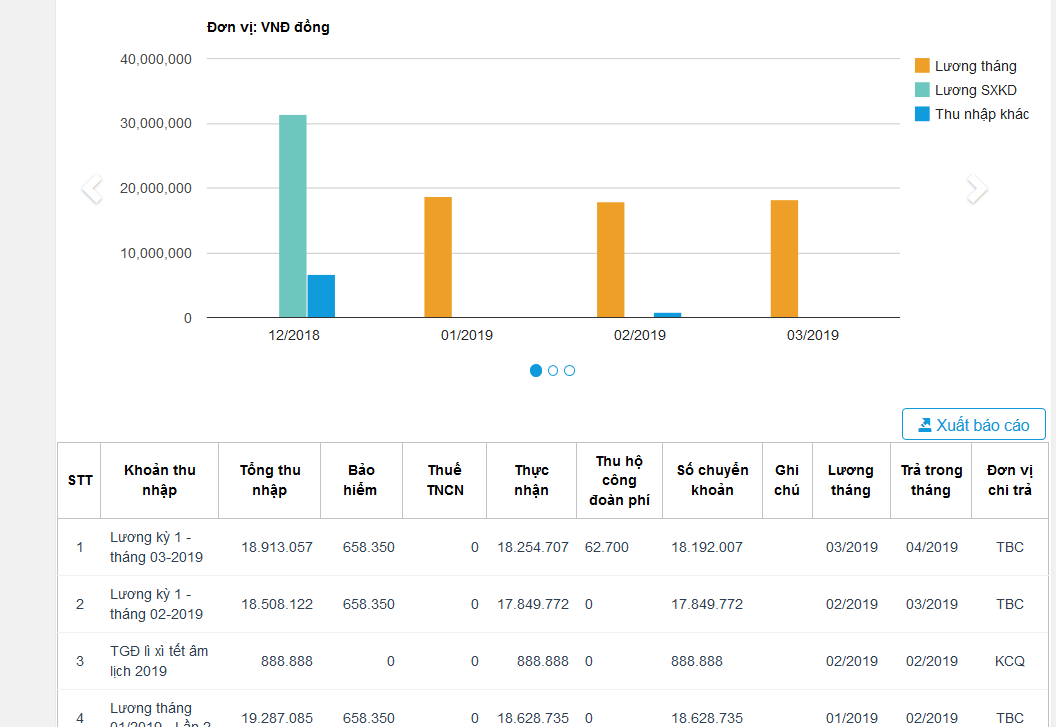 Đơn vị: VNĐ đồng
40,000,000
30,000,000
20,000,000
10,000,000
0
12/2018 01/2019 02/2019 03/2019
Lương tháng
Lương SXKD
Thu nhập khác
Xuất báo cáo
STT Khoản thu nhập Tổng thu nhập Bảo hiểm Thuế TNCN Thực nhận Thu hộ công đoàn phí Số chuyển khoản Ghi chú Lương tháng Trả trong tháng Đơn vị chi trả
1 Lương kỳ 1 - tháng 03-2019 18.913.057 658.350 0 18.254.707 62.700 18.192.007 03/2019 04/2019 TBC
2 Lương kỳ 1 - tháng 02-2019 18.508.122 658.350 0 17.849.772 0 17.849.772 02/2019 03/2019 TBC
3 TGĐ lì xì tết âm lịch 2019 888.888 0 0 888.888 0 888.888 02/2019 02/2019 KCQ
4 Lương tháng 01/2019 - Lần 2 19.287.085 658.350 0 18.628.735 0 18.628.735 01/2019 02/2019 TBC